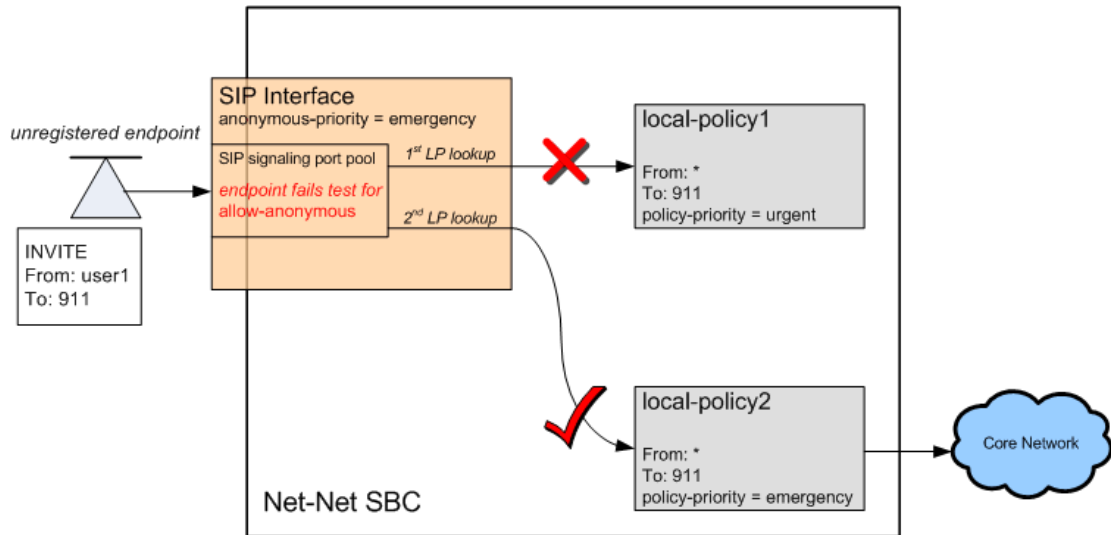 unregistered endpoint
INVITE
From: user1
To: 911
SIP Interface
anonymous-priority = emergency
SIP signaling port pool
endpoint fails test for
allow-anonymous
1st LP lookup
2nd LP lookup
local-policy1
From: *
To: 911
policy-priority = urgent
local-policy2
From: *
To: 911
policy-priority = emergency
Core Network
Net-Net SBC